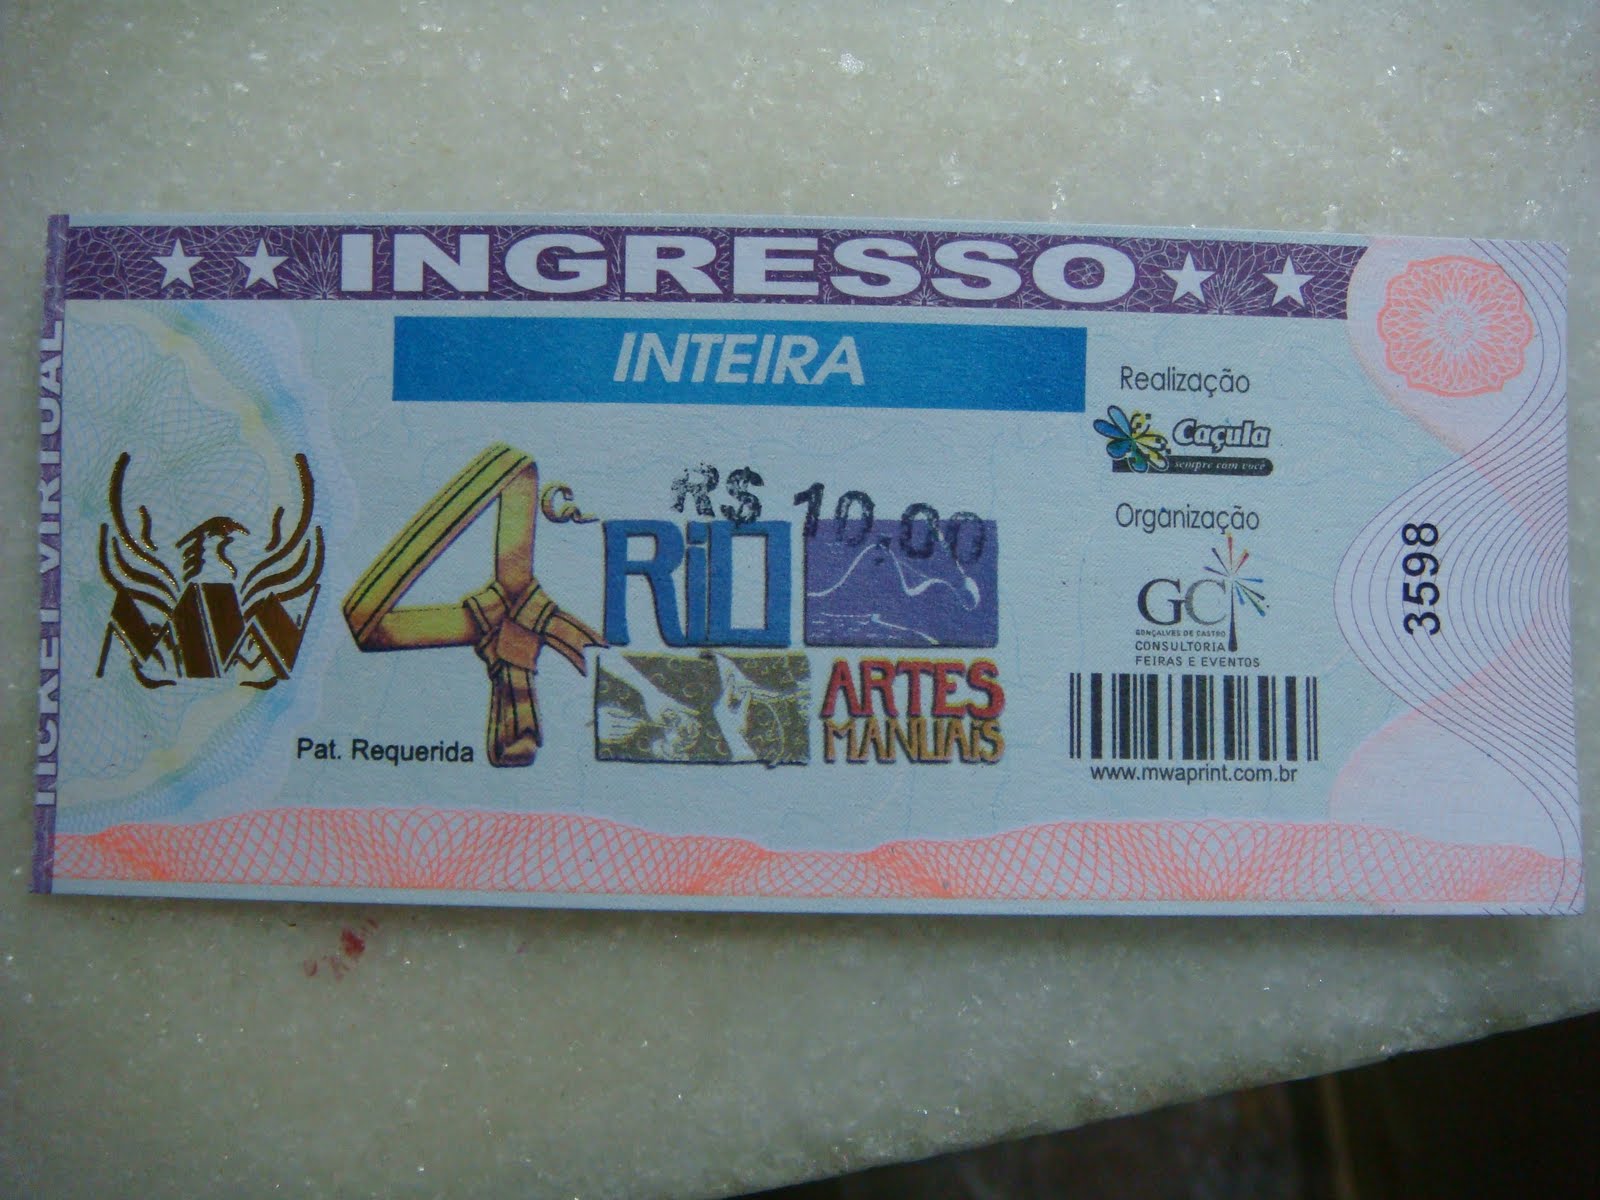 INGRESSO
TICKET VIRTUAL
INTEIRA
Realização
Caçula
sempre com você
R$ 10,00
4ª
RIO
ARTES
MANUAIS
Organização
GC
GONÇALVES DE CASTRO
CONSULTORIA
FEIRAS E EVENTOS
3598
Pat. Requerida
www.mwaprint.com.br